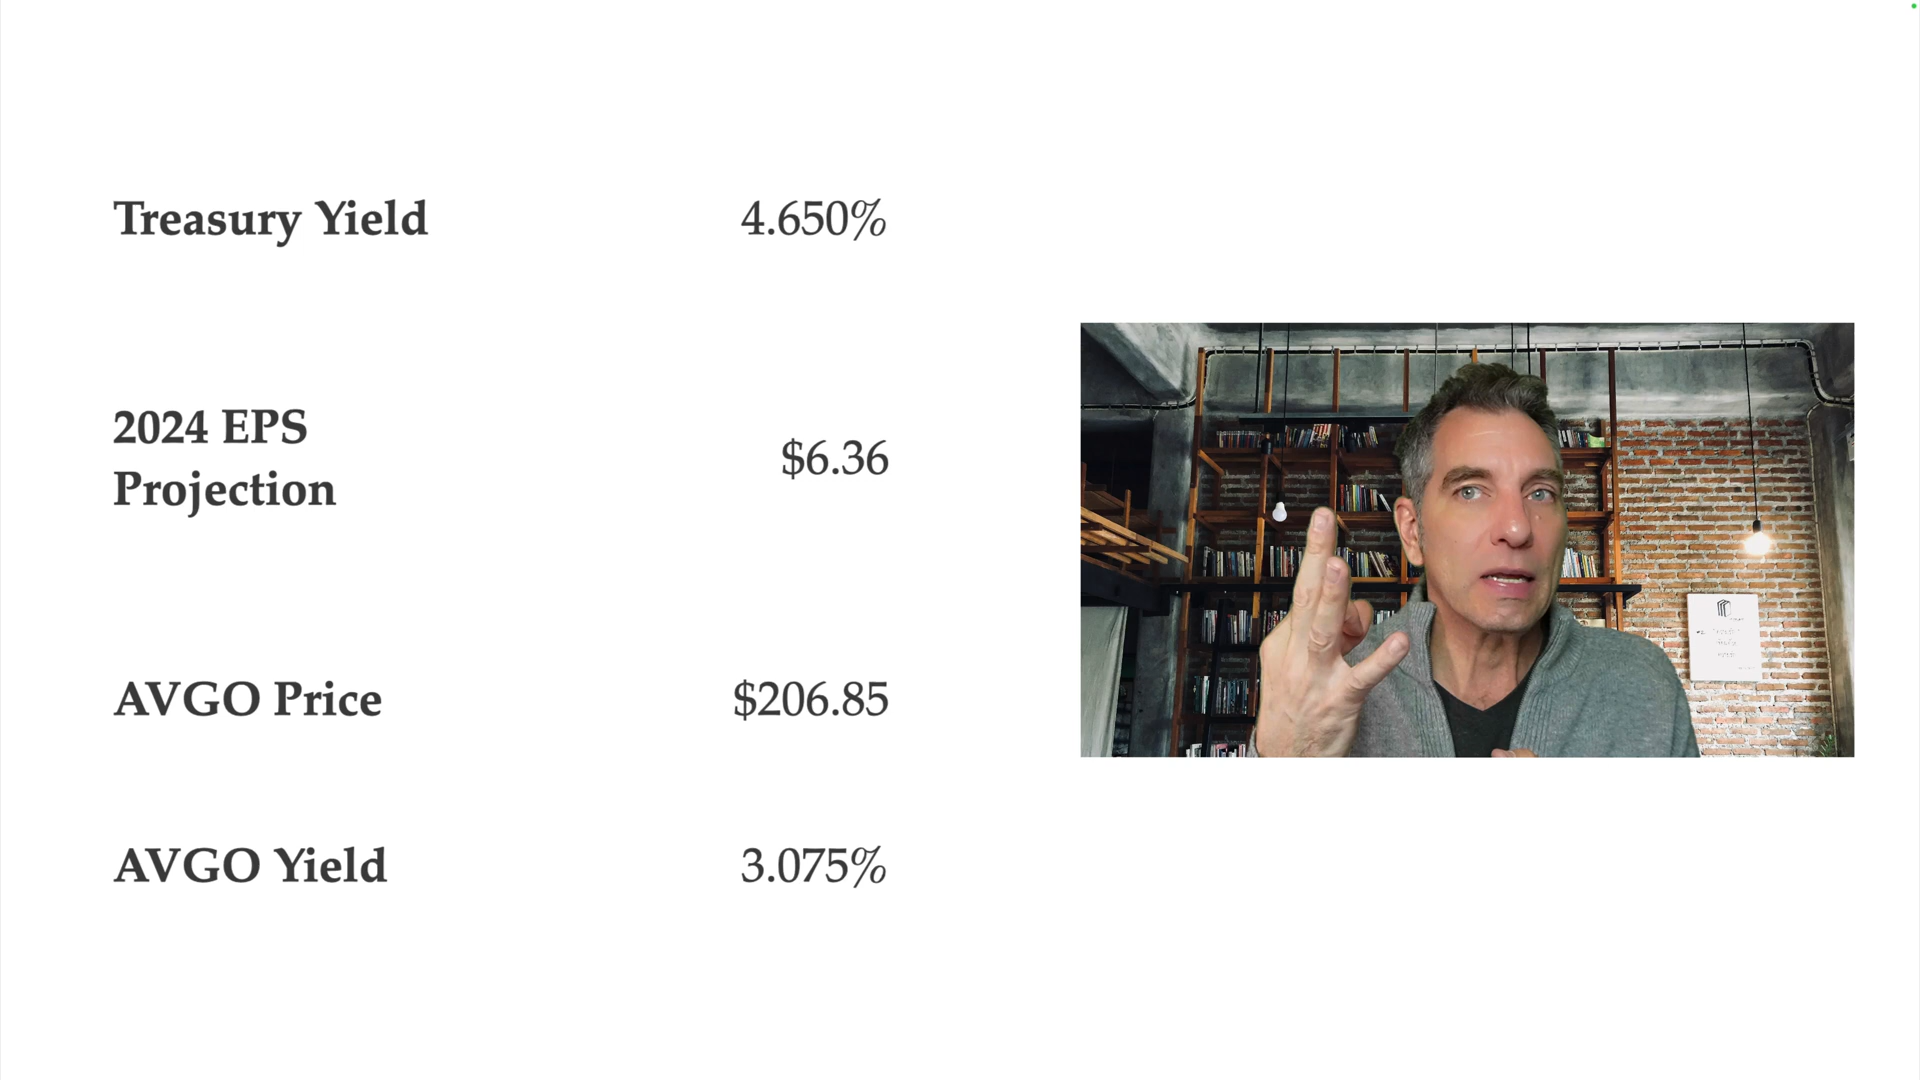 Treasury Yield 4.650%
2024 EPS
Projection $6.36
AVGO Price $206.85
AVGO Yield 3.075%